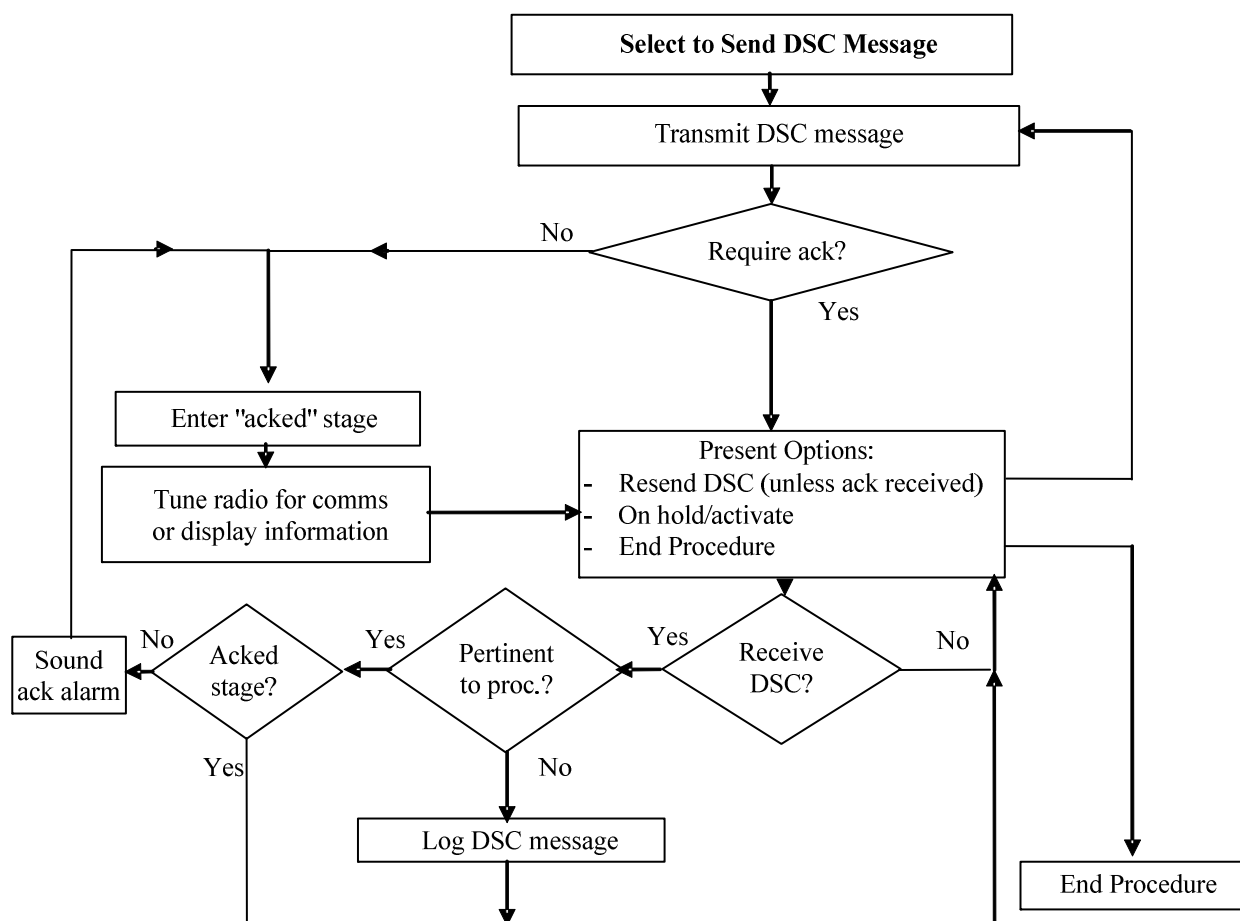 Select to Send DSC Message
Transmit DSC message
No
Require ack?
Yes
Enter "acked" stage
Tune radio for comms
or display information
Present Options:
- Resend DSC (unless ack received)
- On hold/activate
- End Procedure
No
Sound
ack alarm
Acked
stage?
Yes
Pertinent
to proc.?
Yes
Receive
DSC?
No
Yes
No
Log DSC message
End Procedure